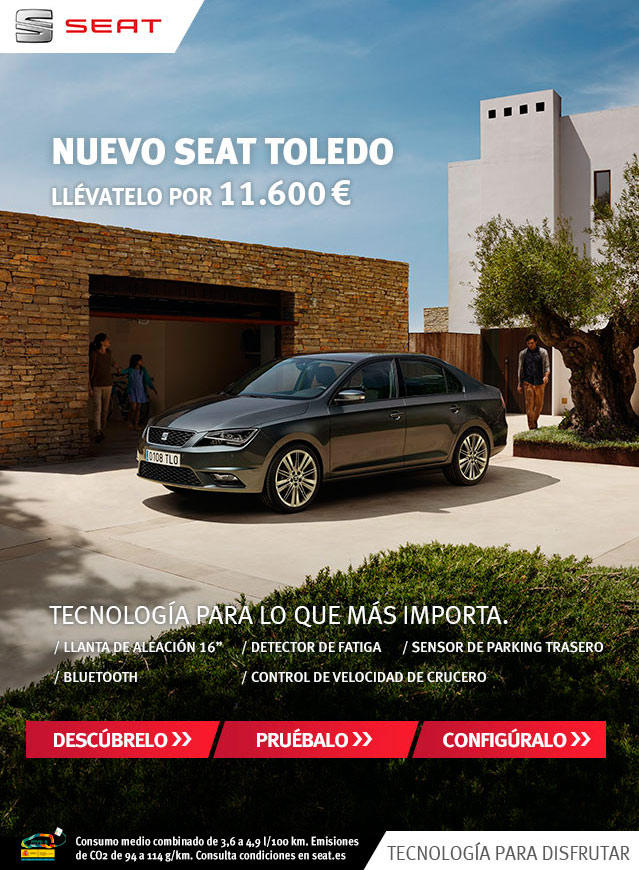 SEAT
NUEVO SEAT TOLEDO
LLÉVATELO POR 11.600 €
0108 TLO
TECNOLOGÍA PARA LO QUE MÁS IMPORTA.
/ LLANTA DE ALEACIÓN 16” / DETECTOR DE FATIGA / SENSOR DE PARKING TRASERO
/ BLUETOOTH / CONTROL DE VELOCIDAD DE CRUCERO
DESCÚBRELO >> PRUÉBALO >> CONFIGÚRALO >>
Consumo medio combinado de 3,6 a 4,9 l/100 km. Emisiones
de CO2 de 94 a 114 g/km. Consulta condiciones en seat.es
TECNOLOGÍA PARA DISFRUTAR